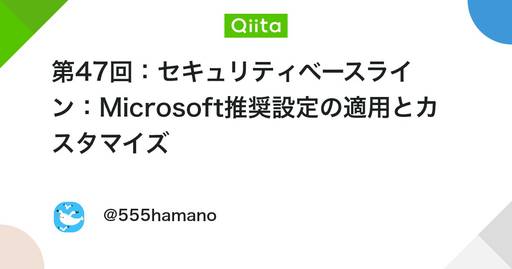 Qiita
第47回：セキュリティベースライ
ン：Microsoft推奨設定の適用とカ
スタマイズ
@555hamano